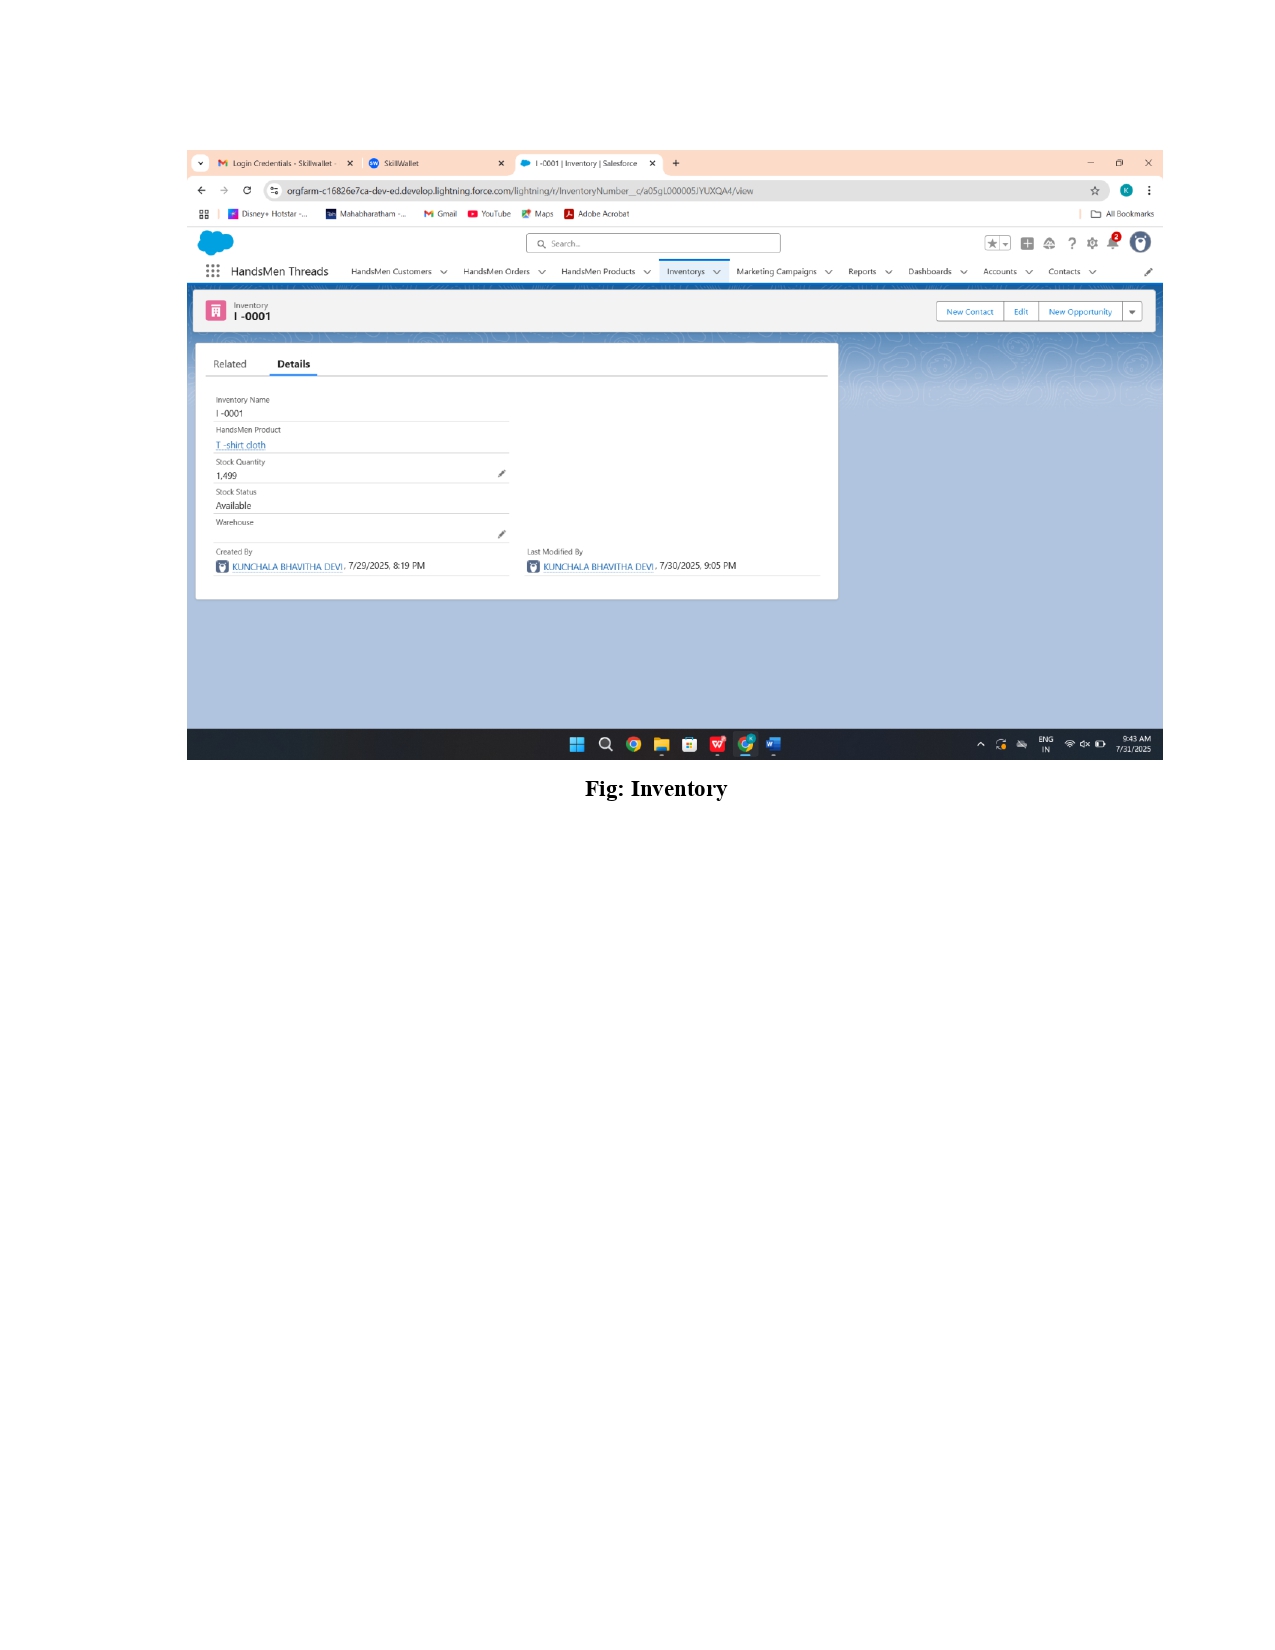 Login Credentials - Skillwallet - SkillWallet I -0001 | Inventory | Salesforce
orgfarm-c16826e7ca-dev-ed.develop.lightning.force.com/lightning/r/InventoryNumber__c/a05gL000005JYUXQA4/view K
Disney+ Hotstar -... Mahabharatham -... Gmail YouTube Maps Adobe Acrobat All Bookmarks
Search... 2
HandsMen Threads HandsMen Customers HandsMen Orders HandsMen Products Inventorys Marketing Campaigns Reports Dashboards Accounts Contacts
Inventory
I -0001
New Contact Edit New Opportunity
Related Details
Inventory Name
I -0001
HandsMen Product
T -shirt cloth
Stock Quantity
1,499
Stock Status
Available
Warehouse
Created By Last Modified By
KUNCHALA BHAVITHA DEVI, 7/29/2025, 8:19 PM KUNCHALA BHAVITHA DEVI, 7/30/2025, 9:05 PM
ENG 9:43 AM
IN 7/31/2025
Fig: Inventory